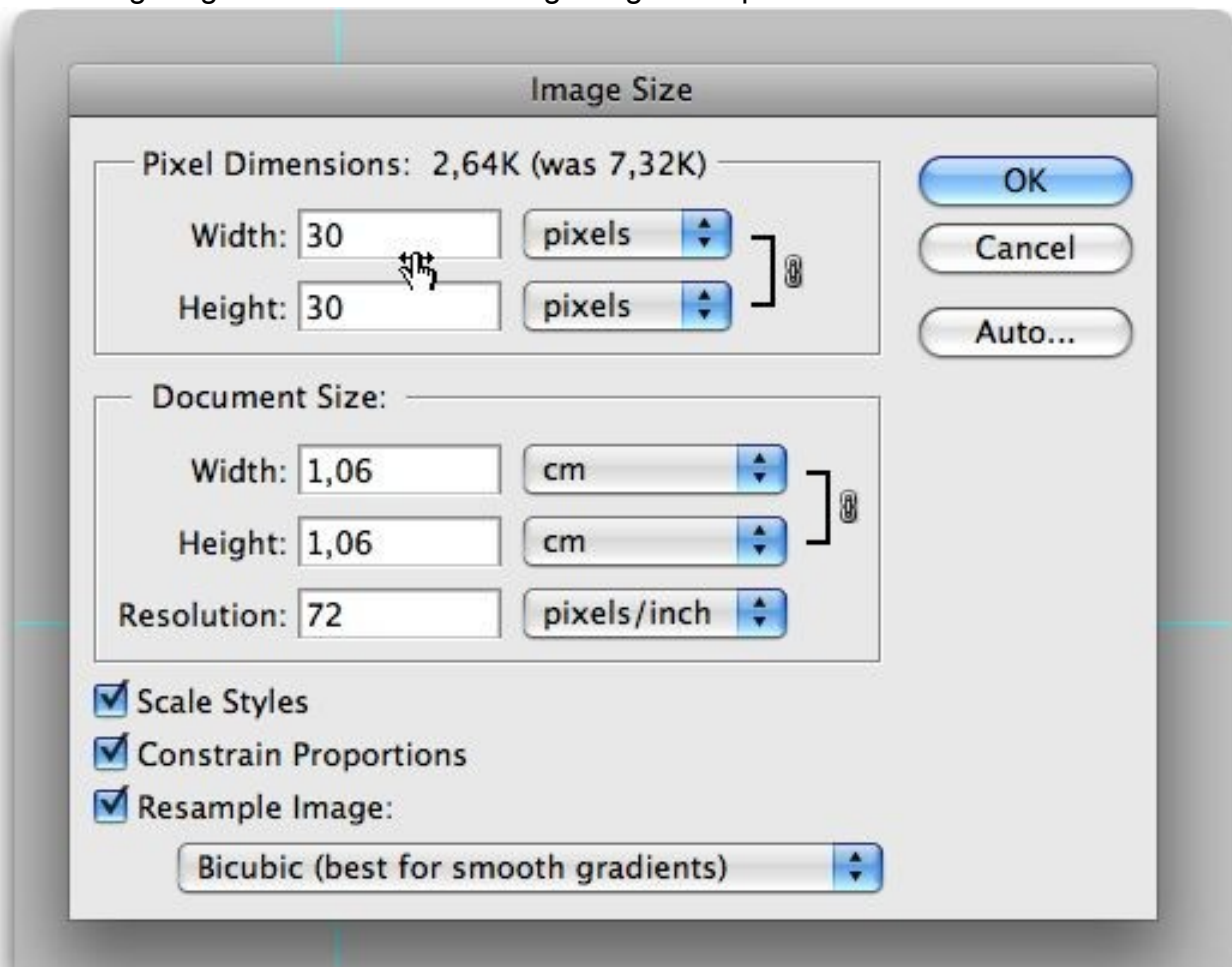 Image Size
Pixel Dimensions: 2,64K (was 7,32K)
OK
Width: 30 pixels
Cancel
Height: 30 pixels
Auto...
Document Size:
Width: 1,06 cm
Height: 1,06 cm
Resolution: 72 pixels/inch
Scale Styles
Constrain Proportions
Resample Image:
Bicubic (best for smooth gradients)